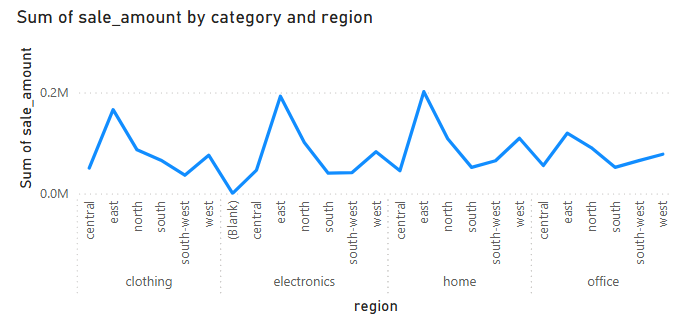 Sum of sale_amount by category and region
Sum of sale_amount
0.2M
0.0M
central
east
north
south
south-west
west
(Blank)
central
east
north
south
south-west
west
central
east
north
south
south-west
west
central
east
north
south
south-west
west
clothing
electronics
home
office
region